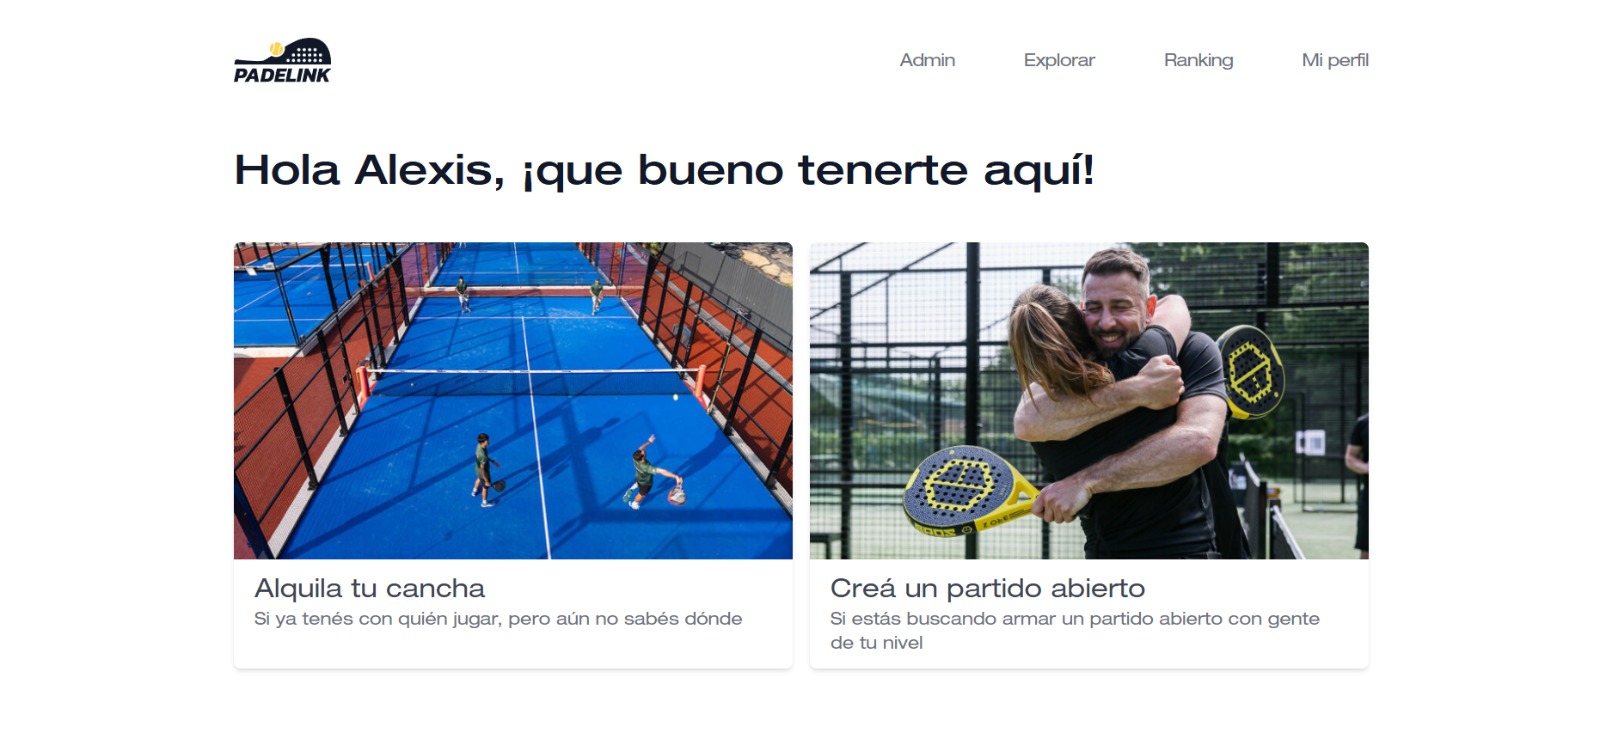 PADELINK
Admin
Explorar
Ranking
Mi perfil
Hola Alexis, ¡que bueno tenerte aquí!
Alquila tu cancha
Si ya tenés con quién jugar, pero aún no sabés dónde
Creá un partido abierto
Si estás buscando armar un partido abierto con gente
de tu nivel